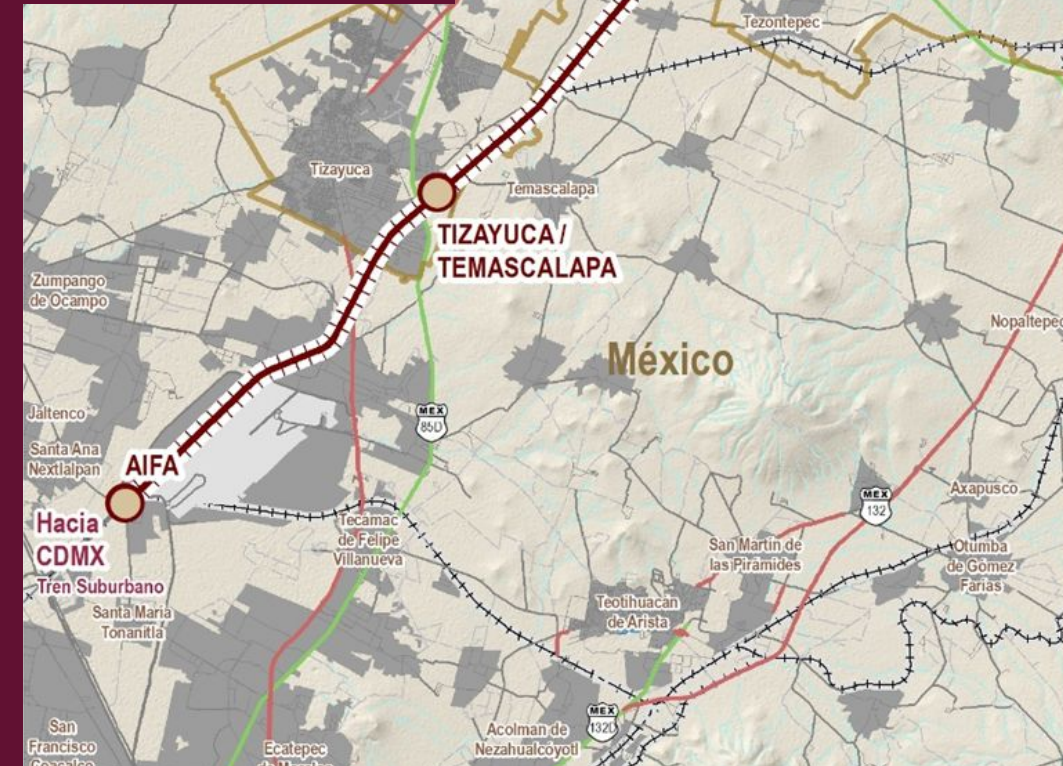 Tezontepec
Tizayuca
Temascalapa
TIZAYUCA /
TEMASCALAPA
Zumpango
de Ocampo
Nopaltepec
México
Jaltenco
MEX
85D
Santa Ana
Nextlalpan
AIFA
Axapusco
MEX
132
Hacia
CDMX
Tren Suburbano
Tecámac
de Felipe
Villanueva
San Martín de
las Pirámides
Otumba
de Gómez
Farías
Santa María
Tonanitla
Teotihuacán
de Arista
MEX
132D
San
Francisco
Acolman de
Nezahualcóyotl
Ecatepec